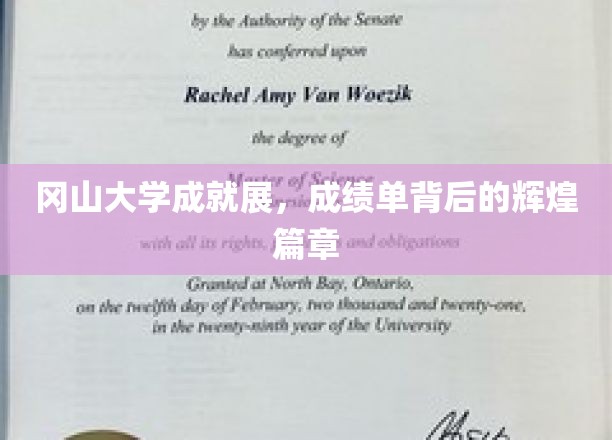 by the Authority of the Senate
has conferred upon
Rachel Amy Van Woezik
the degree of
Master of Science
冈山大学成就展，成绩单背后的辉煌
篇章
with all its rights, and obligations
Granted at North Bay, Ontario,
on the twelfth day of February, two thousand and twenty-one,
in the twenty-ninth year of the University